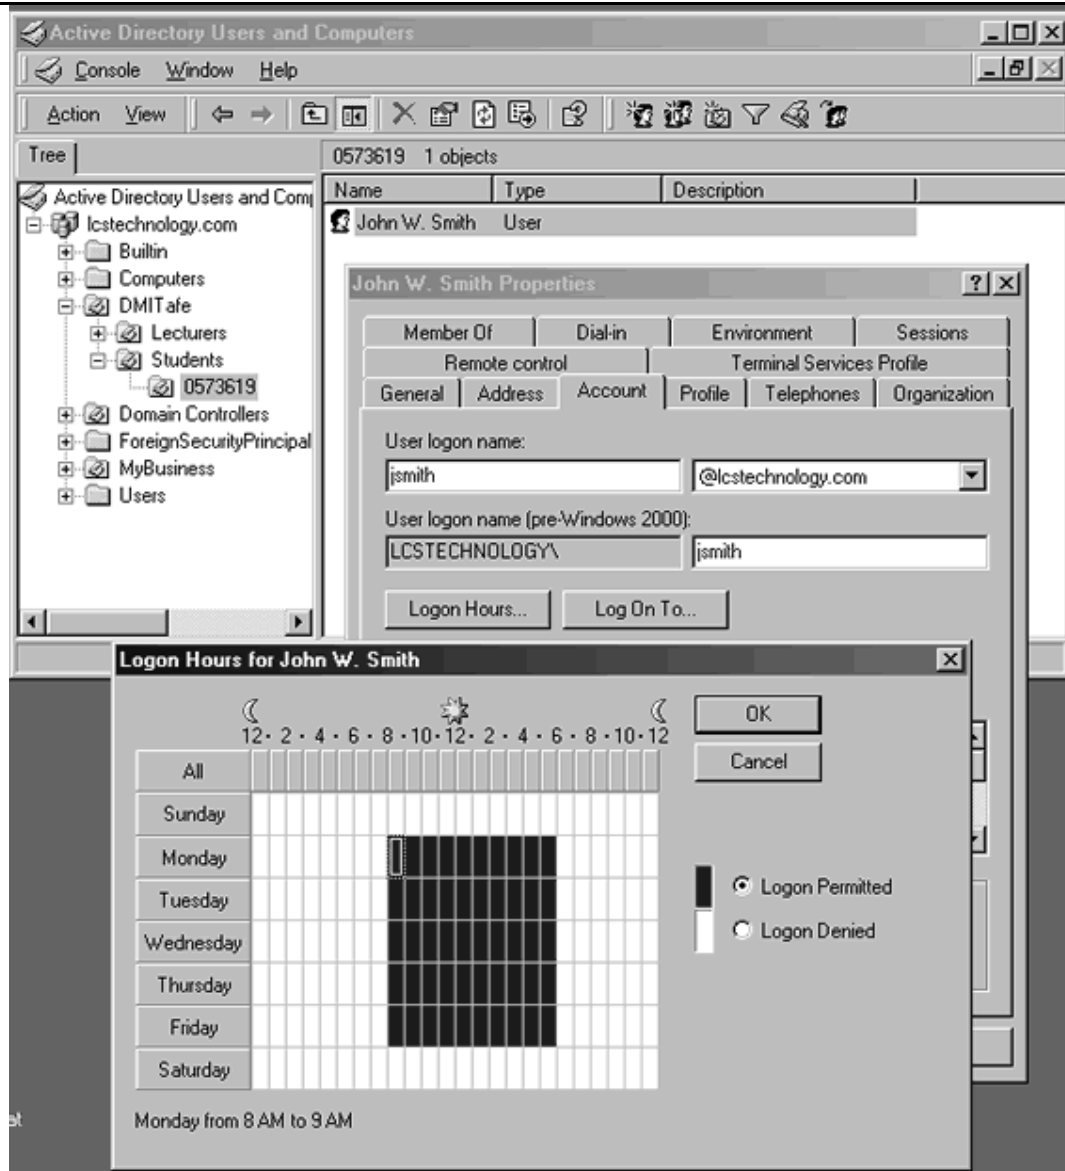 Active Directory Users and Computers
Console Window Help
Action View
Tree
0573619 1 objects
Name Type Description
Active Directory Users and Comp
lcstechnology.com
John W. Smith User
Builtin
Computers
DMITafe
Lecturers
Students
0573619
Domain Controllers
ForeignSecurityPrincipal
MyBusiness
Users
John W. Smith Properties
Member Of Dial-in Environment Sessions
Remote control Terminal Services Profile
General Address Account Profile Telephones Organization
User logon name:
jsmith @lcstechnology.com
User logon name (pre-Windows 2000):
LCSTECHNOLOGY\ jsmith
Logon Hours... Log On To...
Logon Hours for John W. Smith
12 · 2 · 4 · 6 · 8 · 10 · 12 · 2 · 4 · 6 · 8 · 10 · 12
OK
Cancel
All
Sunday
Monday
Tuesday
Wednesday
Thursday
Friday
Saturday
Logon Permitted
Logon Denied
Monday from 8 AM to 9 AM